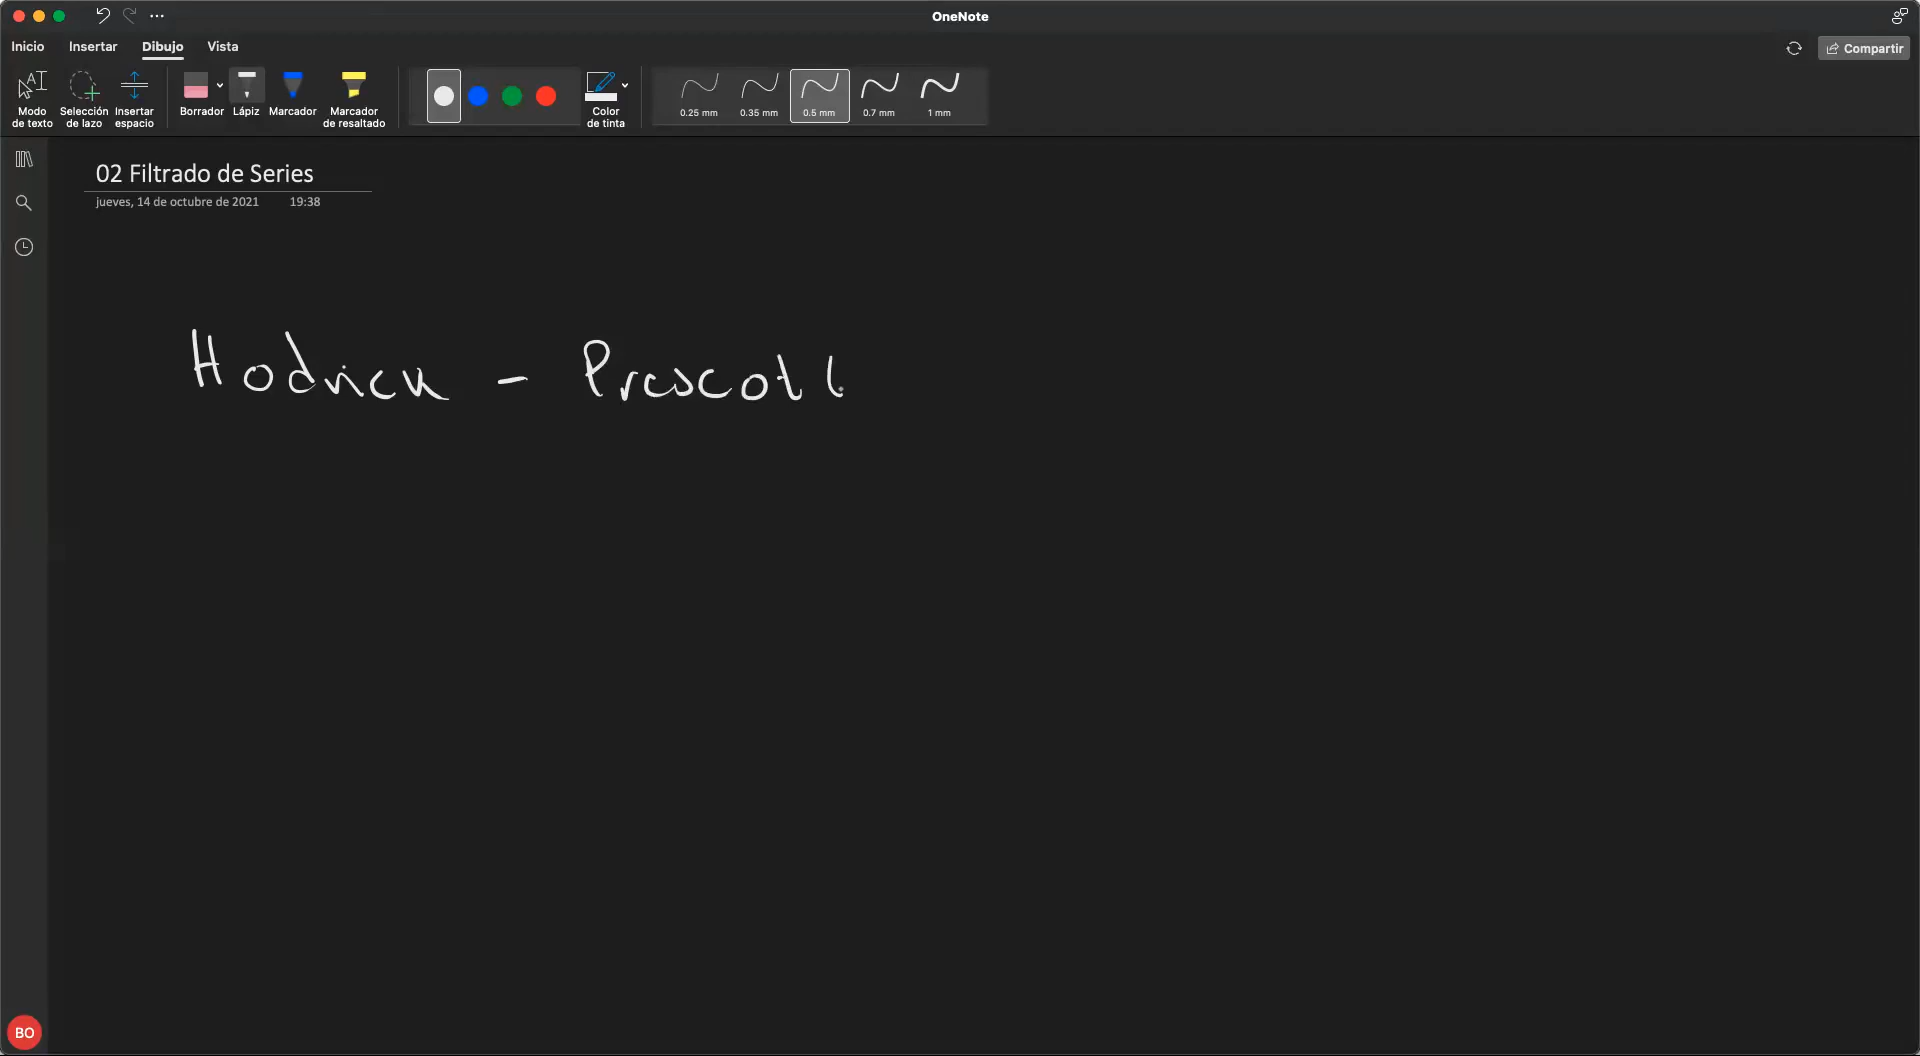 OneNote
Inicio Insertar Dibujo Vista
Compartir
Modo de texto Selección de lazo Insertar espacio Borrador Lápiz Marcador Marcador de resaltado Color de tinta 0.25 mm 0.35 mm 0.5 mm 0.7 mm 1 mm
02 Filtrado de Series
jueves, 14 de octubre de 2021 19:38
Hodrick - Prescott
BO